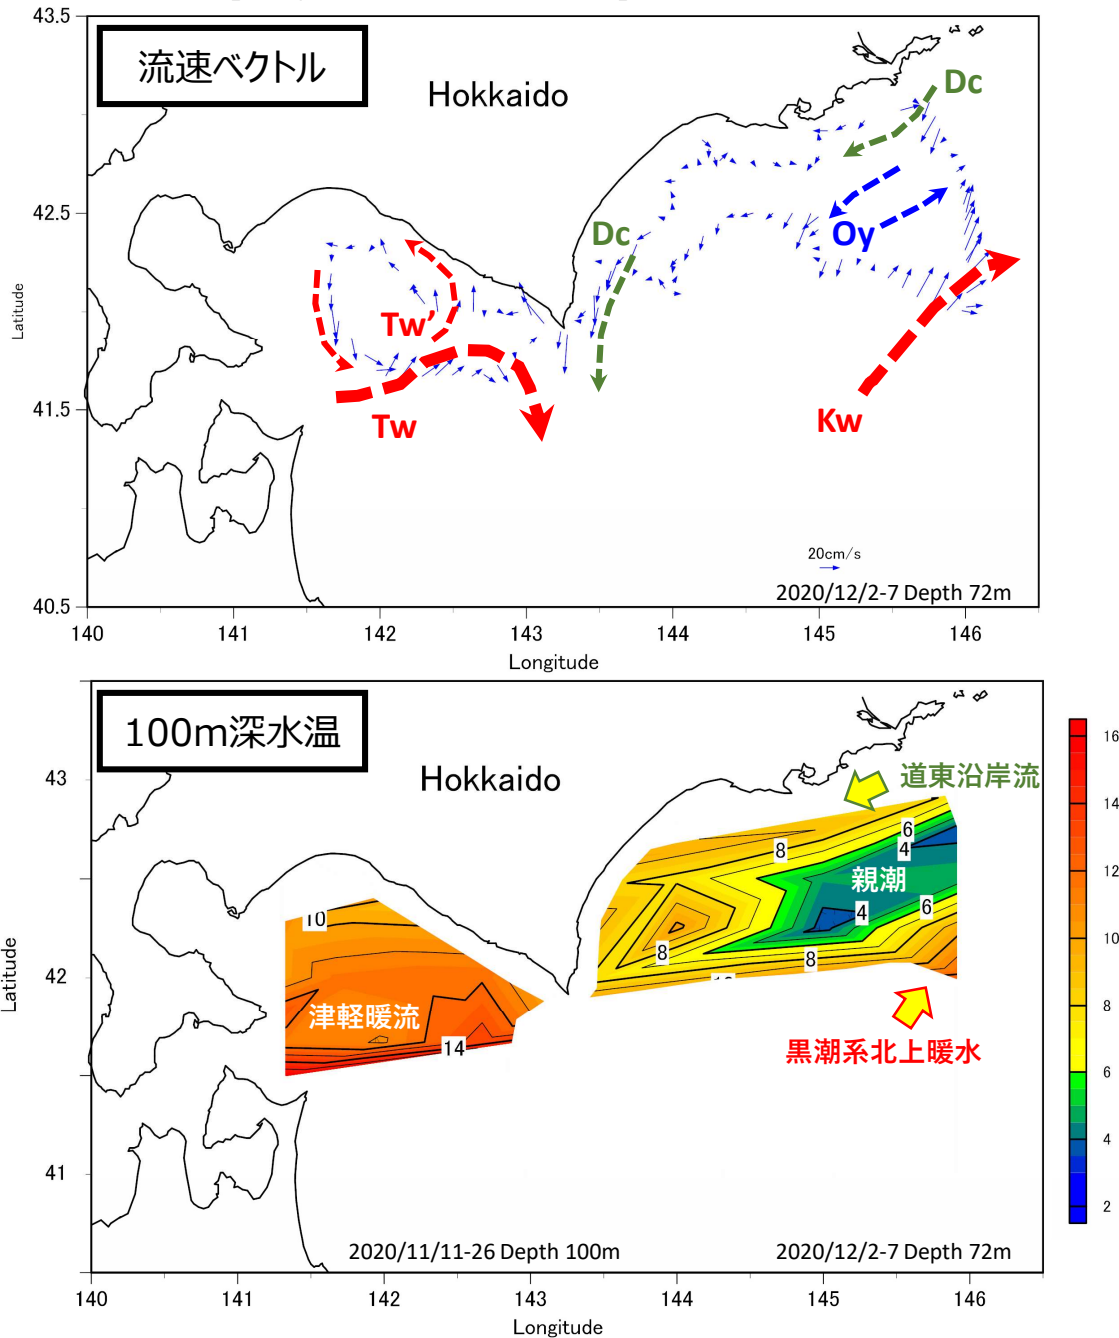 43.5
流速ベクトル
Hokkaido
Dc
42.5
Dc
Oy
Latitude
Tw’
41.5
Tw
Kw
20cm/s
2020/12/2-7 Depth 72m
40.5
140 141 142 143 144 145 146
Longitude
100m深水温
43
Hokkaido
道東沿岸流
16
14
12
10
8
6
4
2
6
4
8
親潮
4
6
10
8
8
42
津軽暖流
14
黒潮系北上暖水
Latitude
41
2020/11/11-26 Depth 100m
2020/12/2-7 Depth 72m
140 141 142 143 144 145 146
Longitude